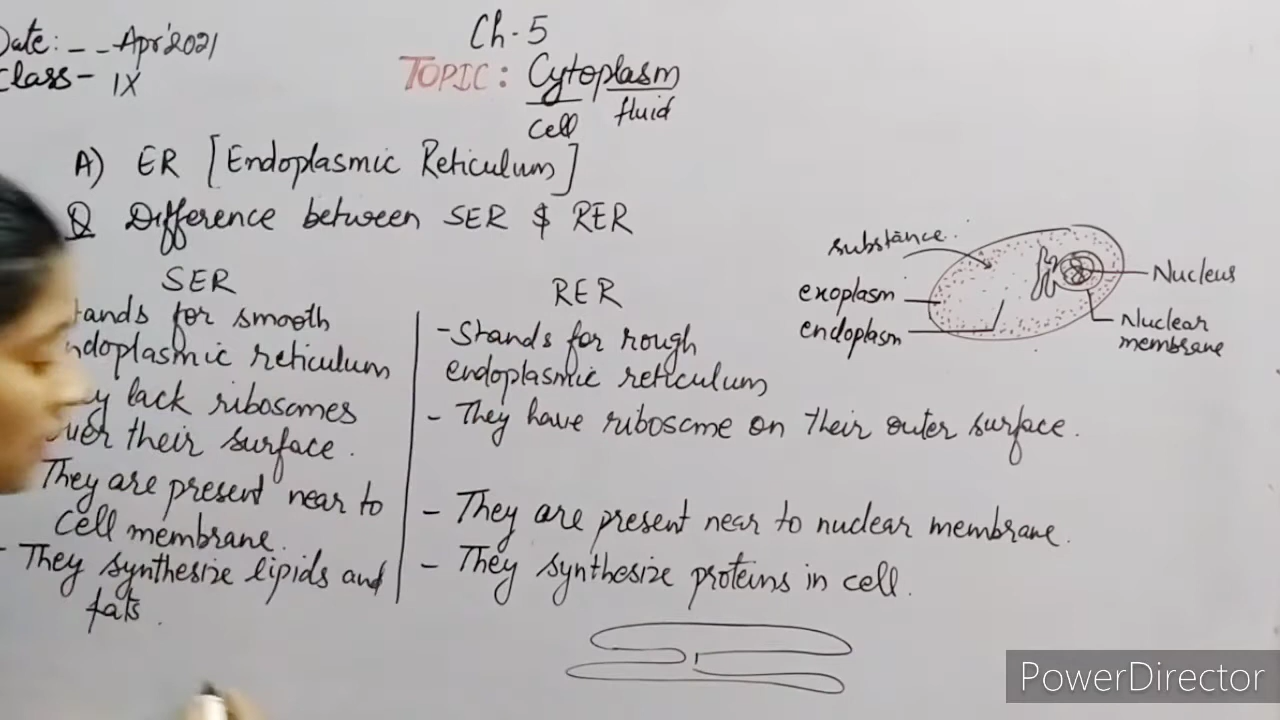 Date: _ _ Apr'2021
Class - IX
Ch-5
TOPIC: Cytoplasm
cell fluid
A) ER [Endoplasmic Reticulum]
Q Difference between SER & RER
SER
tands for smooth
ndoplasmic reticulum
ey lack ribosomes
over their surface.
They are present near to
cell membrane.
- They synthesize lipids and
fats.
RER
- Stands for rough
endoplasmic reticulum
- They have ribosome on their outer surface.
- They are present near to nuclear membrane.
- They synthesize proteins in cell.
substance..
exoplasm
endoplasm
Nucleus
Nuclear
membrane
PowerDirector